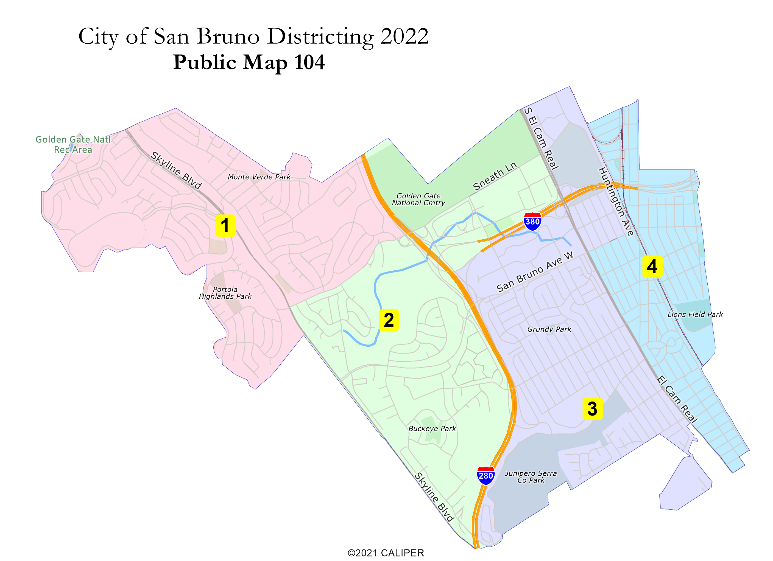 City of San Bruno Districting 2022
Public Map 104
Golden Gate Natl
Rec Area
Skyline Blvd
Monte Verde Park
1
Portola
Highlands Park
Golden Gate
National Cmtry
Sneath Ln
S El Cam Real
Huntington Ave
380
San Bruno Ave W
4
2
Lions Field Park
Grundy Park
El Cam Real
3
Buckeye Park
Junipero Serra
Co Park
280
Skyline Blvd
©2021 CALIPER